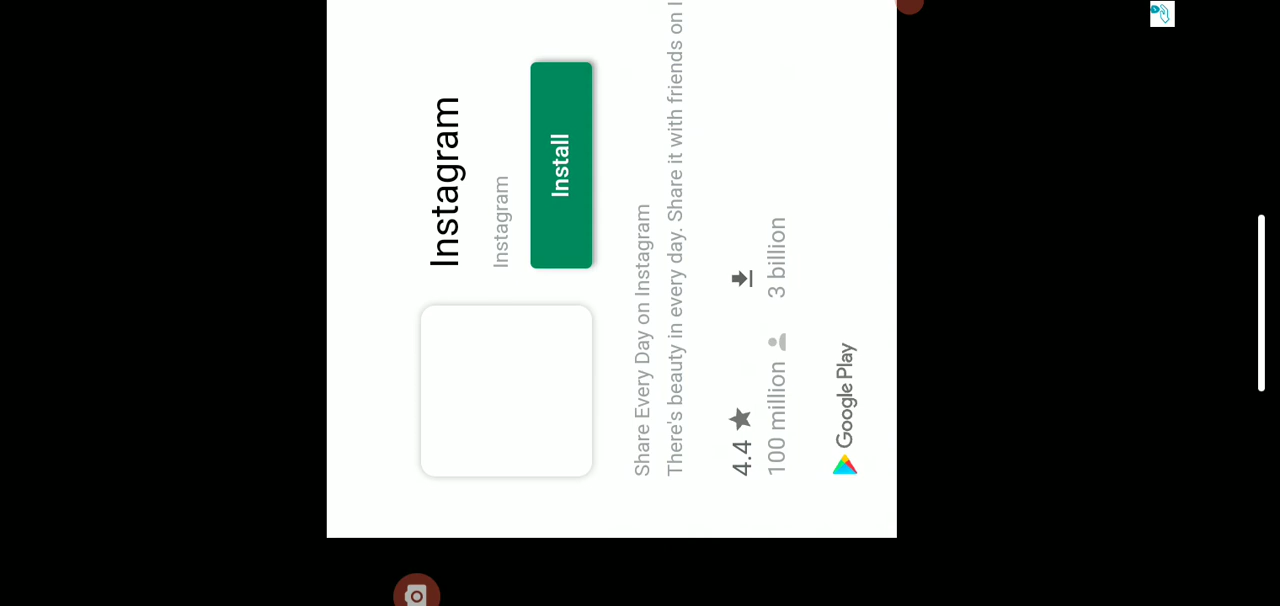 Instagram
Instagram
Install
Share Every Day on Instagram
There's beauty in every day. Share it with friends on
4.4
100 million
3 billion
Google Play